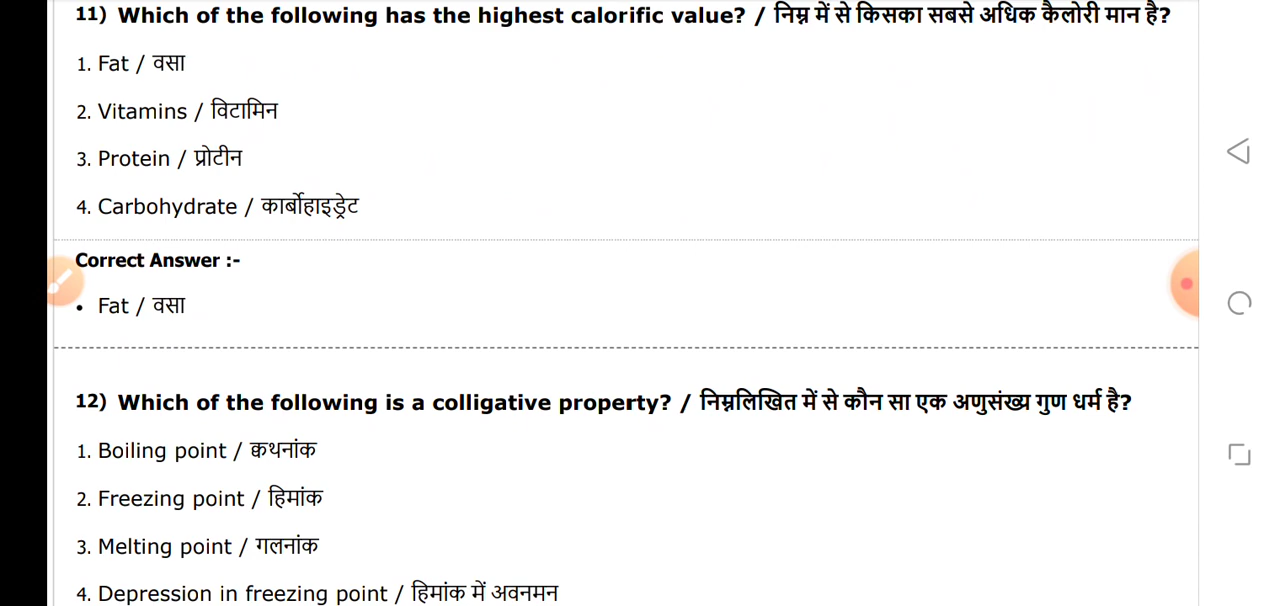 11) Which of the following has the highest calorific value? / निम्न में से किसका सबसे अधिक कैलोरी मान है?
1. Fat / वसा
2. Vitamins / विटामिन
3. Protein / प्रोटीन
4. Carbohydrate / कार्बोहाइड्रेट
Correct Answer :-
• Fat / वसा
12) Which of the following is a colligative property? / निम्नलिखित में से कौन सा एक अणुसंख्य गुण धर्म है?
1. Boiling point / क्वथनांक
2. Freezing point / हिमांक
3. Melting point / गलनांक
4. Depression in freezing point / हिमांक में अवनमन